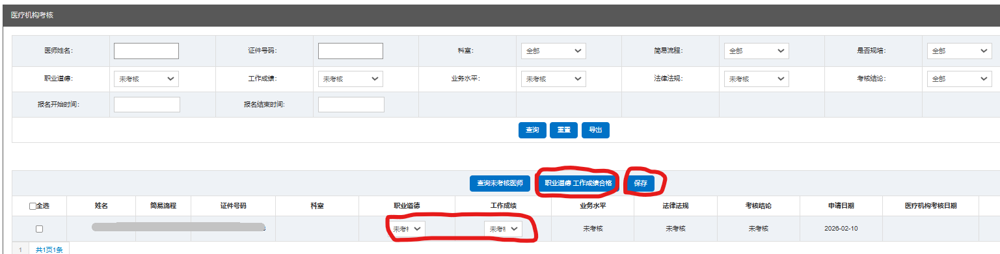 医疗机构考核
医师姓名： 证件号码： 科室： 全部 简易流程： 全部 是否规培： 全部
职业道德： 未考核 工作成绩： 未考核 业务水平： 未考核 法律法规： 未考核 考核结论： 全部
报名开始时间： 报名结束时间:
查询 重置 导出
查询未考核医师 职业道德 工作成绩合格 保存
全选 姓名 简易流程 证件号码 科室 职业道德 工作成绩 业务水平 法律法规 考核结论 申请日期 医疗机构考核日期
未考 未考 未考核 未考核 未考核 2026-02-10
1 共1页1条